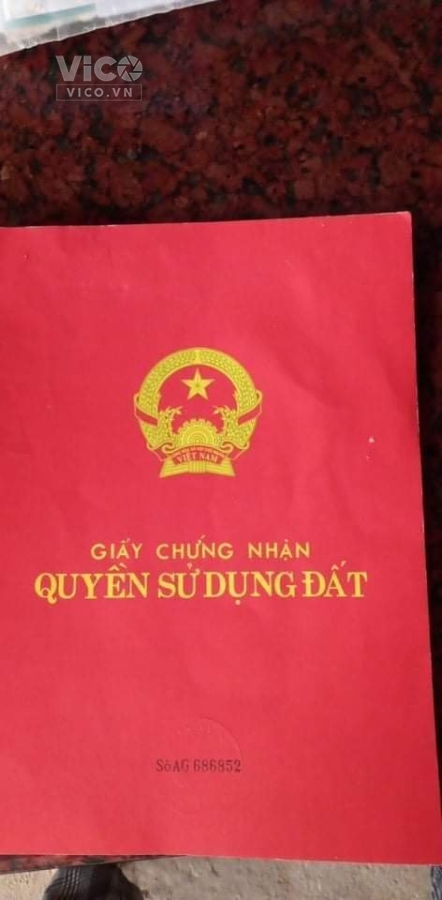 VICO
VICO.VN
VIỆT NAM
GIẤY CHỨNG NHẬN
QUYỀN SỬ DỤNG ĐẤT
Số AG 686852